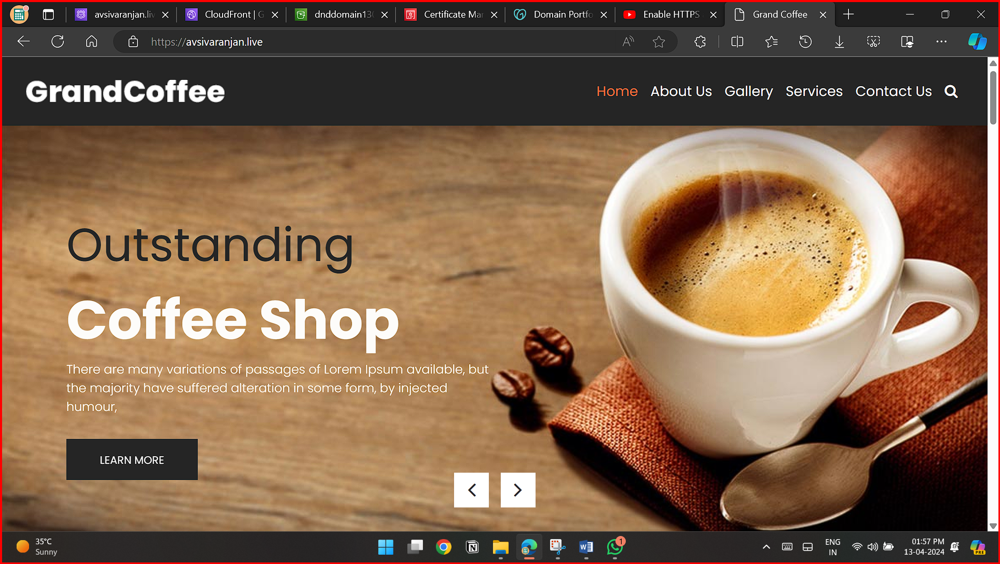 avsivaranjan.liv
CloudFront | G
dnddomain130
Certificate Mar
Domain Portfo
Enable HTTPS
Grand Coffee
https://avsivaranjan.live
GrandCoffee
Home
About Us
Gallery
Services
Contact Us
Outstanding
Coffee Shop
There are many variations of passages of Lorem Ipsum available, but
the majority have suffered alteration in some form, by injected
humour,
LEARN MORE
35°C
Sunny
1
ENG
IN
01:57 PM
13-04-2024
PRE